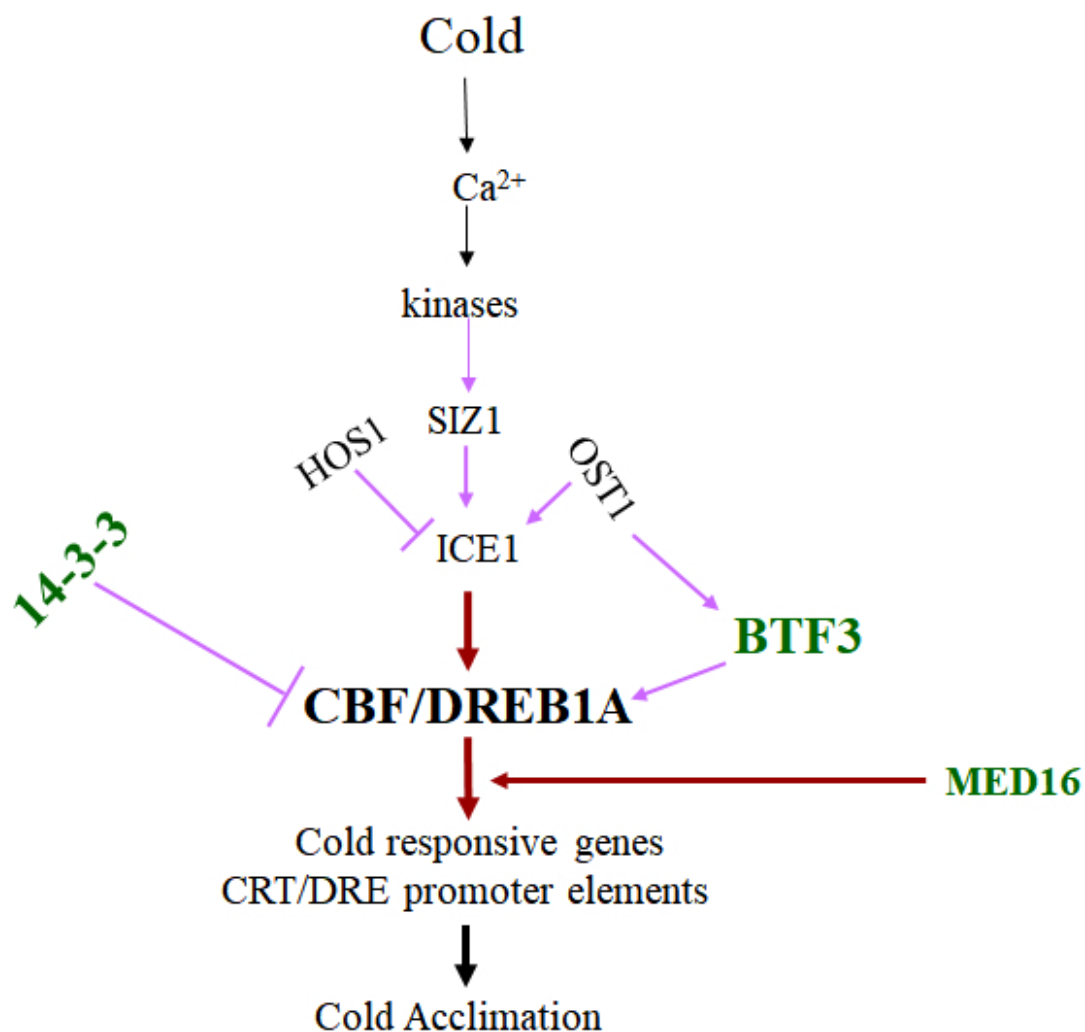 Cold
Ca²⁺
kinases
SIZ1
HOS1
OST1
ICE1
14-3-3
BTF3
CBF/DREB1A
MED16
Cold responsive genes
CRT/DRE promoter elements
Cold Acclimation